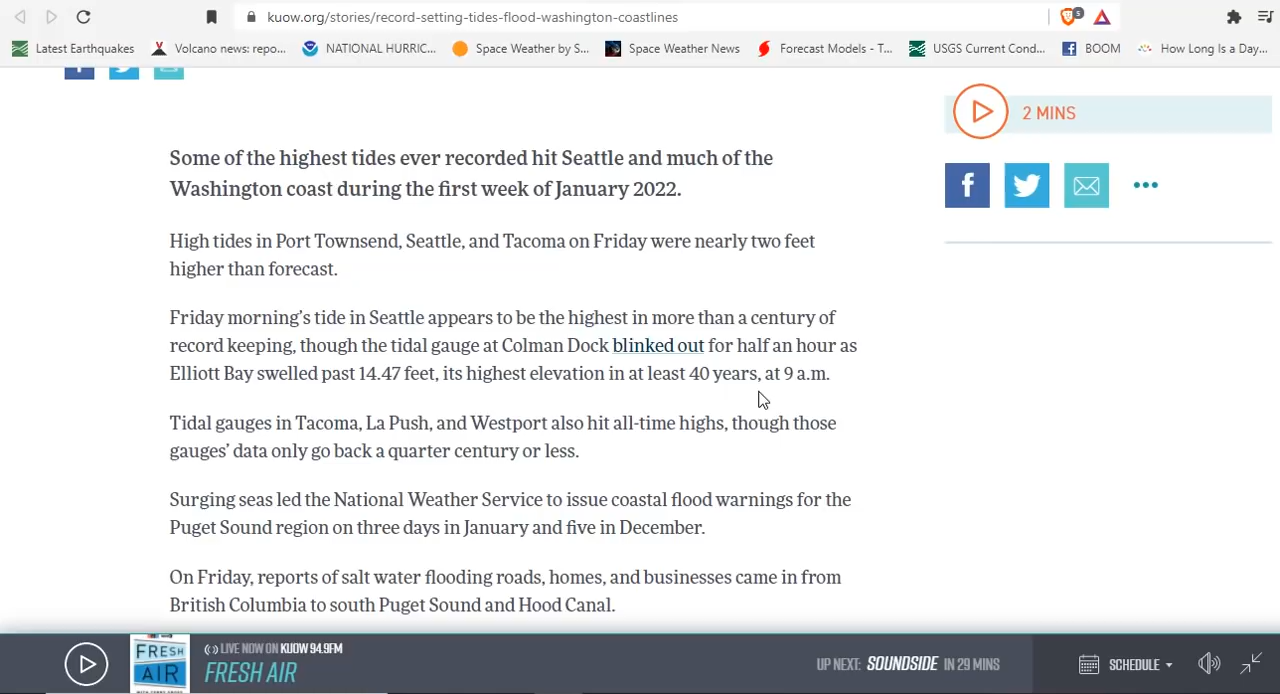 kuow.org/stories/record-setting-tides-flood-washington-coastlines
5
Latest Earthquakes
Volcano news: repo...
NATIONAL HURRIC...
Space Weather by S...
Space Weather News
Forecast Models - T...
USGS Current Cond...
BOOM
How Long Is a Day...
2 MINS
Some of the highest tides ever recorded hit Seattle and much of the
Washington coast during the first week of January 2022.
High tides in Port Townsend, Seattle, and Tacoma on Friday were nearly two feet
higher than forecast.
Friday morning's tide in Seattle appears to be the highest in more than a century of
record keeping, though the tidal gauge at Colman Dock blinked out for half an hour as
Elliott Bay swelled past 14.47 feet, its highest elevation in at least 40 years, at 9 a.m.
Tidal gauges in Tacoma, La Push, and Westport also hit all-time highs, though those
gauges' data only go back a quarter century or less.
Surging seas led the National Weather Service to issue coastal flood warnings for the
Puget Sound region on three days in January and five in December.
On Friday, reports of salt water flooding roads, homes, and businesses came in from
British Columbia to south Puget Sound and Hood Canal.
FRESH
AIR
LIVE NOW ON KUOW 94.9FM
FRESH AIR
UP NEXT: SOUNDSIDE IN 29 MINS
SCHEDULE